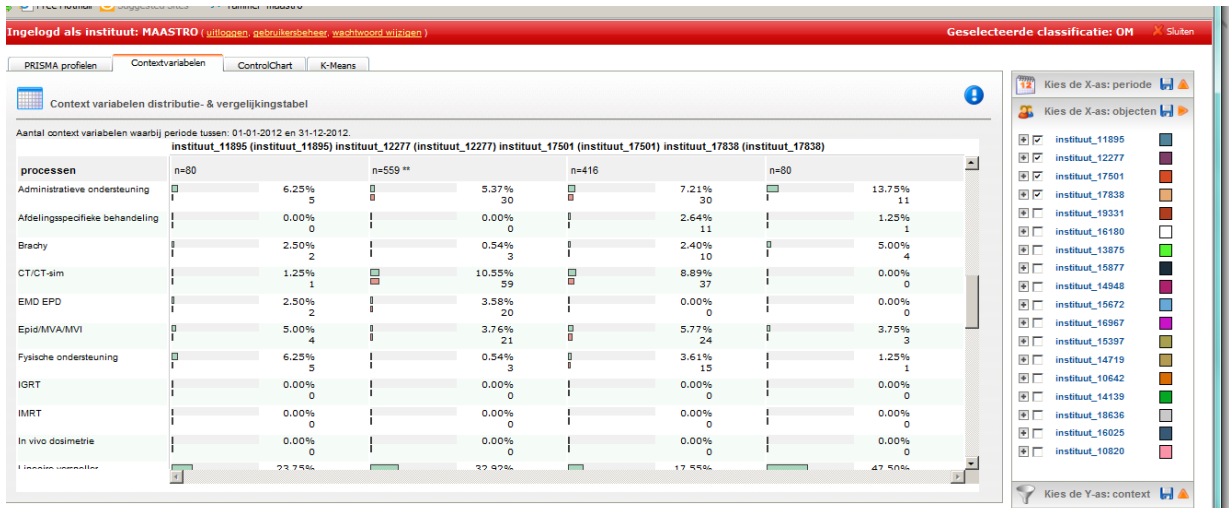 Ingelogd als instituut: MAASTRO ( uitloggen, gebruikersbeheer, wachtwoord wijzigen )
Geselecteerde classificatie: OM
Sluiten
PRISMA profielen
Contextvariabelen
ControlChart
K-Means
Context variabelen distributie- & vergelijkingstabel
Aantal context variabelen waarbij periode tussen: 01-01-2012 en 31-12-2012.
instituut_11895 (instituut_11895) instituut_12277 (instituut_12277) instituut_17501 (instituut_17501) instituut_17838 (instituut_17838)
processen n=80 n=559 ** n=416 n=80
Administratieve ondersteuning 6.25% 5.37% 7.21% 13.75%
5 30 30 11
Afdelingsspecifieke behandeling 0.00% 0.00% 2.64% 1.25%
0 0 11 1
Brachy 2.50% 0.54% 2.40% 5.00%
2 3 10 4
CT/CT-sim 1.25% 10.55% 8.89% 0.00%
1 59 37 0
EMD EPD 2.50% 3.58% 0.00% 0.00%
2 20 0 0
Epid/MVA/MVI 5.00% 3.76% 5.77% 3.75%
4 21 24 3
Fysische ondersteuning 6.25% 0.54% 3.61% 1.25%
5 3 15 1
IGRT 0.00% 0.00% 0.00% 0.00%
0 0 0 0
IMRT 0.00% 0.00% 0.00% 0.00%
0 0 0 0
In vivo dosimetrie 0.00% 0.00% 0.00% 0.00%
0 0 0 0
23.75% 32.92% 17.55% 47.50%
12 Kies de X-as: periode
Kies de X-as: objecten
instituut_11895
instituut_12277
instituut_17501
instituut_17838
instituut_19331
instituut_16180
instituut_13875
instituut_15877
instituut_14948
instituut_15672
instituut_16967
instituut_15397
instituut_14719
instituut_10642
instituut_14139
instituut_18636
instituut_16025
instituut_10820
Kies de Y-as: context